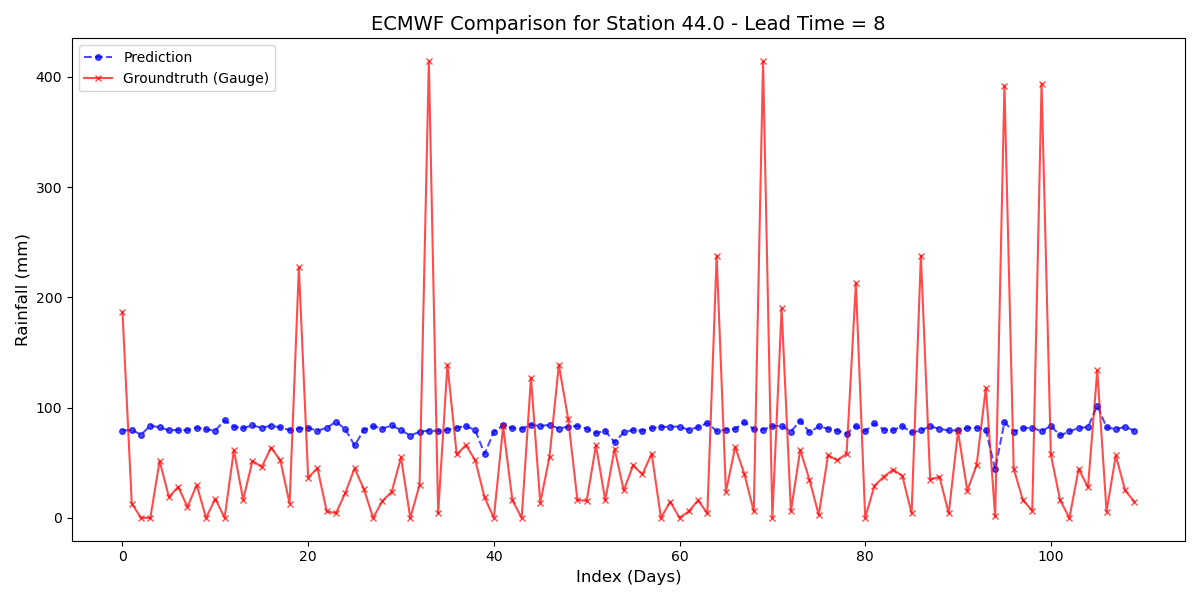 ECMWF Comparison for Station 44.0 - Lead Time = 8
Prediction
Groundtruth (Gauge)
Rainfall (mm)
400
300
200
100
0
0 20 40 60 80 100
Index (Days)